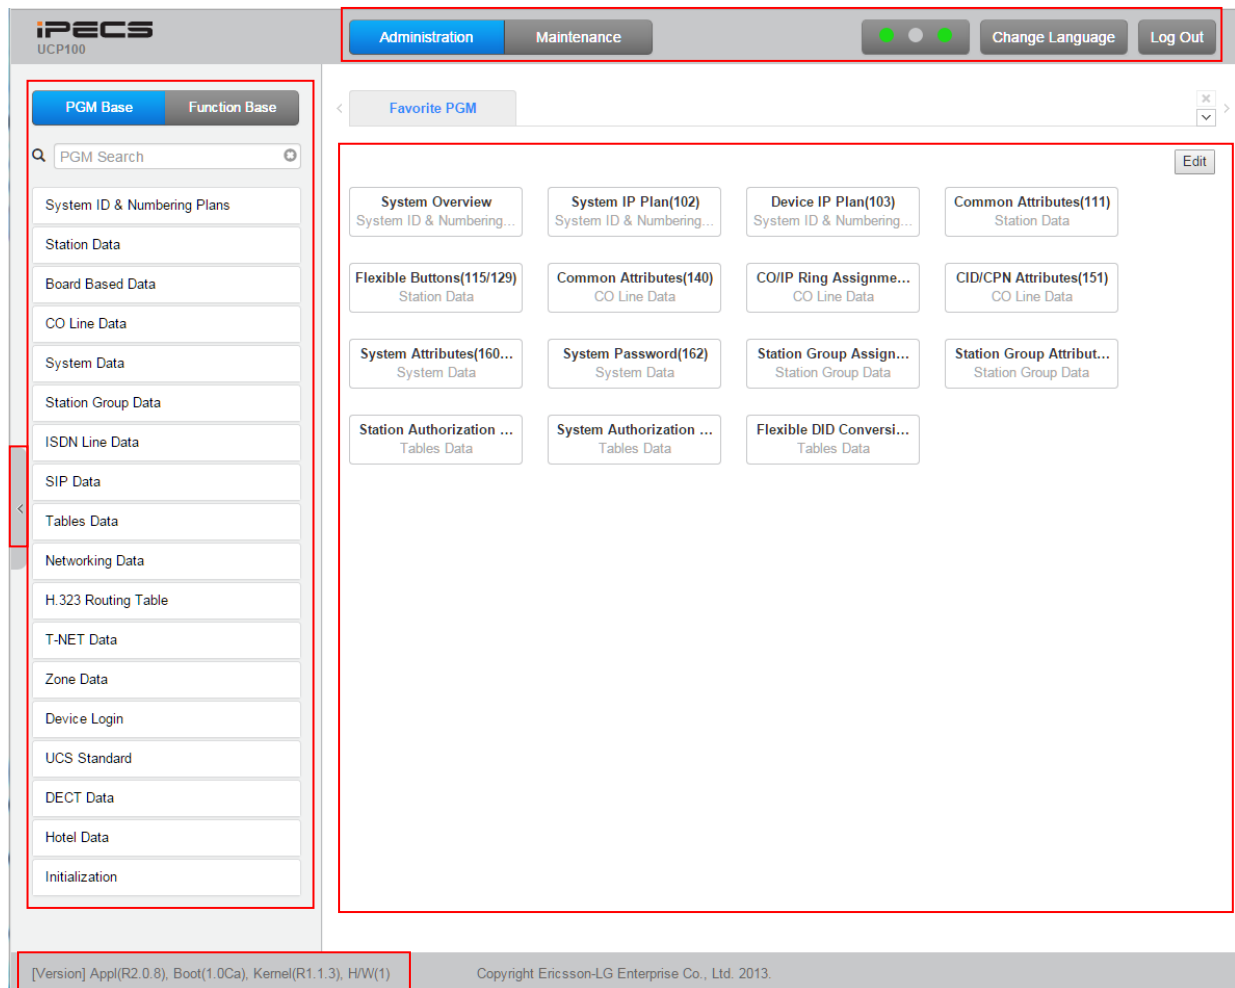 iPECS
UCP100
Administration
Maintenance
Change Language
Log Out
PGM Base
Function Base
PGM Search
System ID & Numbering Plans
Station Data
Board Based Data
CO Line Data
System Data
Station Group Data
ISDN Line Data
SIP Data
Tables Data
Networking Data
H.323 Routing Table
T-NET Data
Zone Data
Device Login
UCS Standard
DECT Data
Hotel Data
Initialization
Favorite PGM
Edit
System Overview
System ID & Numbering...
System IP Plan(102)
System ID & Numbering...
Device IP Plan(103)
System ID & Numbering...
Common Attributes(111)
Station Data
Flexible Buttons(115/129)
Station Data
Common Attributes(140)
CO Line Data
CO/IP Ring Assignme...
CO Line Data
CID/CPN Attributes(151)
CO Line Data
System Attributes(160...
System Data
System Password(162)
System Data
Station Group Assign...
Station Group Data
Station Group Attribut...
Station Group Data
Station Authorization ...
Tables Data
System Authorization ...
Tables Data
Flexible DID Conversi...
Tables Data
[Version] Appl(R2.0.8), Boot(1.0Ca), Kernel(R1.1.3), H/W(1)
Copyright Ericsson-LG Enterprise Co., Ltd. 2013.